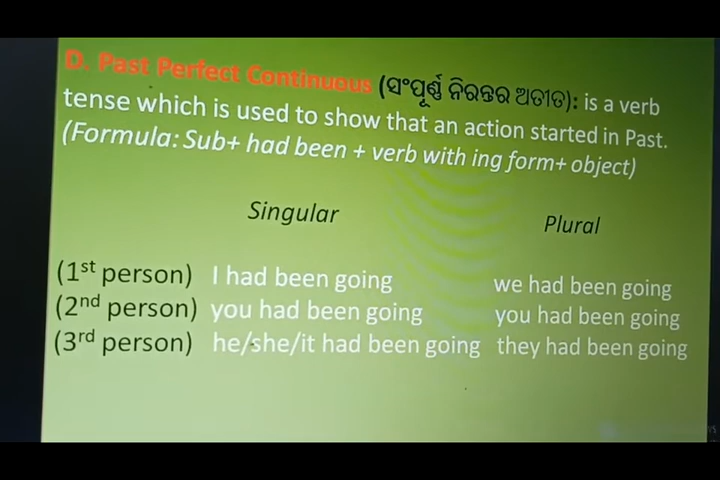 D. Past Perfect Continuous (ସଂପୂର୍ଣ୍ଣ ନିରନ୍ତର ଅତୀତ): is a verb
tense which is used to show that an action started in Past.
(Formula: Sub+ had been + verb with ing form+ object)
Singular Plural
(1st person) I had been going we had been going
(2nd person) you had been going you had been going
(3rd person) he/she/it had been going they had been going